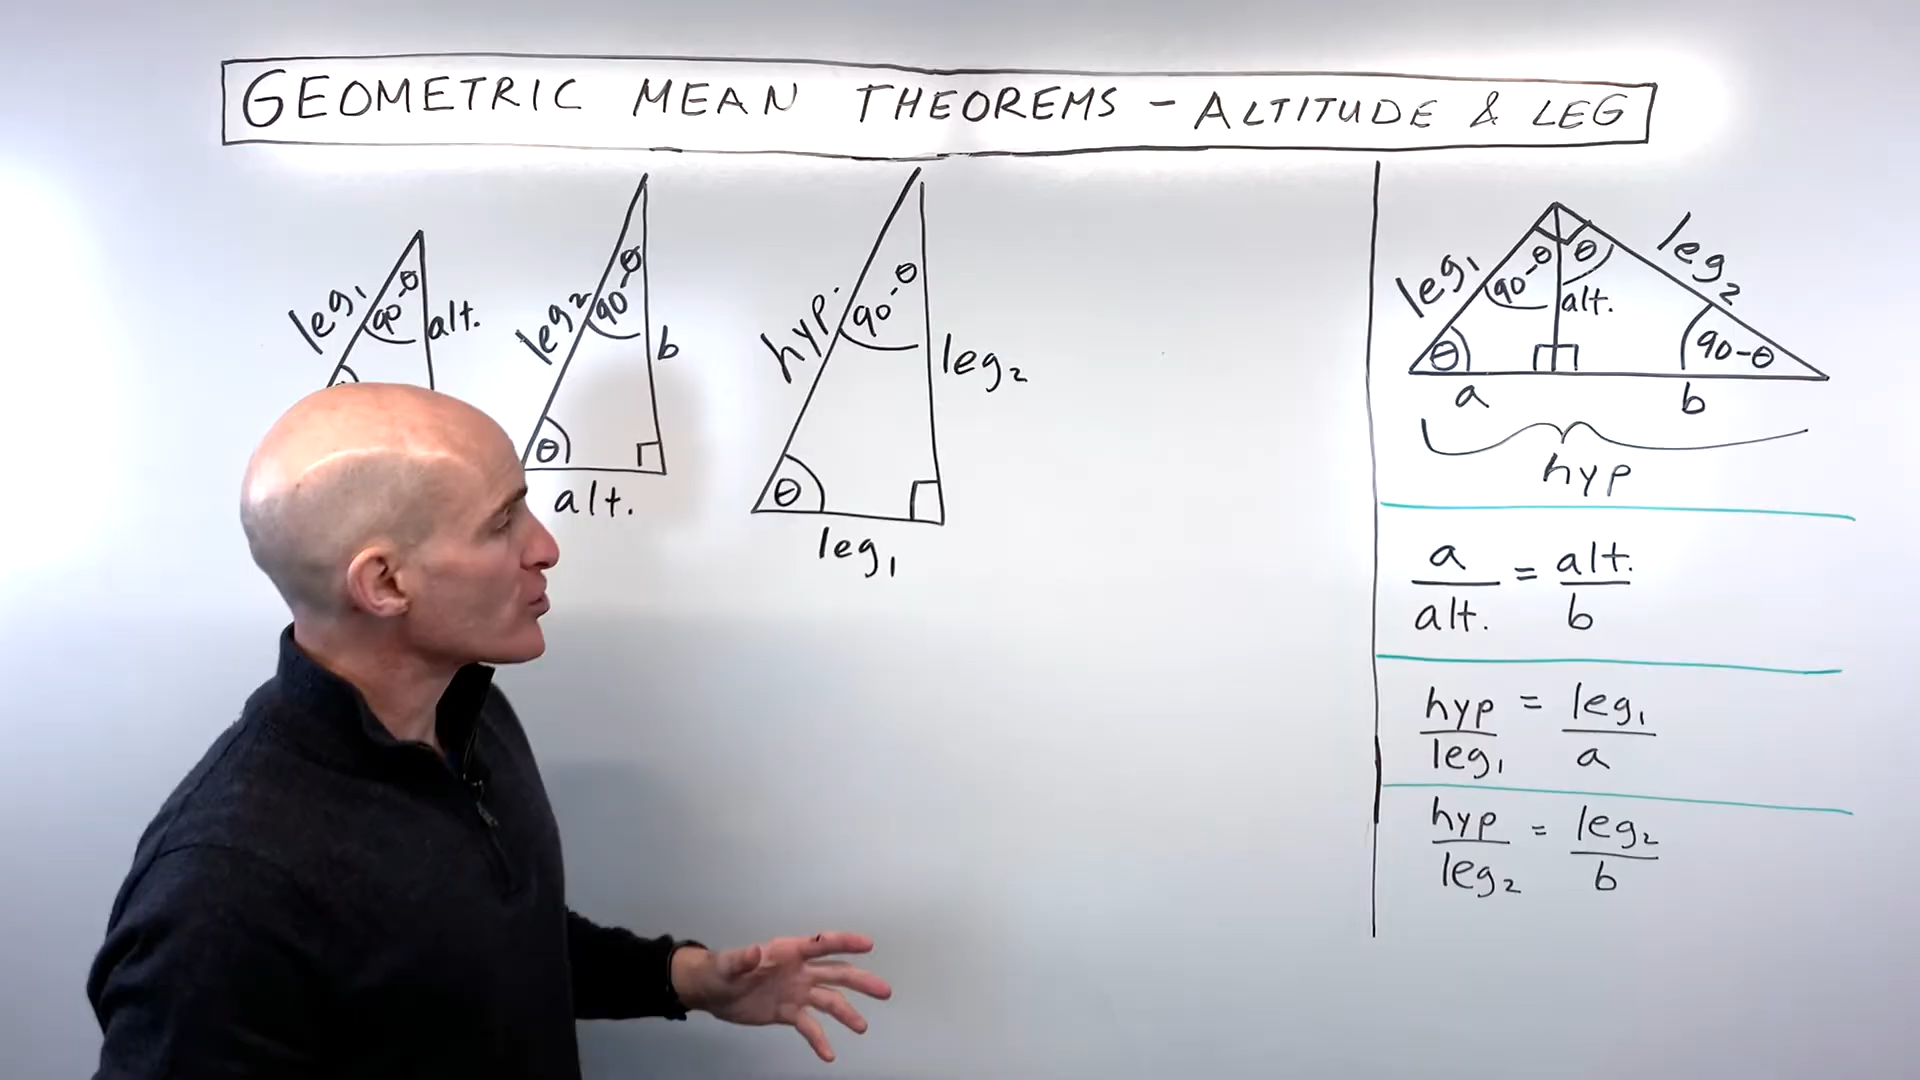 GEOMETRIC MEAN THEOREMS - ALTITUDE & LEG
leg₁
90-θ
alt.
leg₂
90-θ
b
θ
alt.
hyp.
90-θ
leg₂
θ
leg₁
leg₁
leg₂
90-θ
θ
alt.
θ
90-θ
a
b
hyp
a/alt. = alt./b
hyp/leg₁ = leg₁/a
hyp/leg₂ = leg₂/b